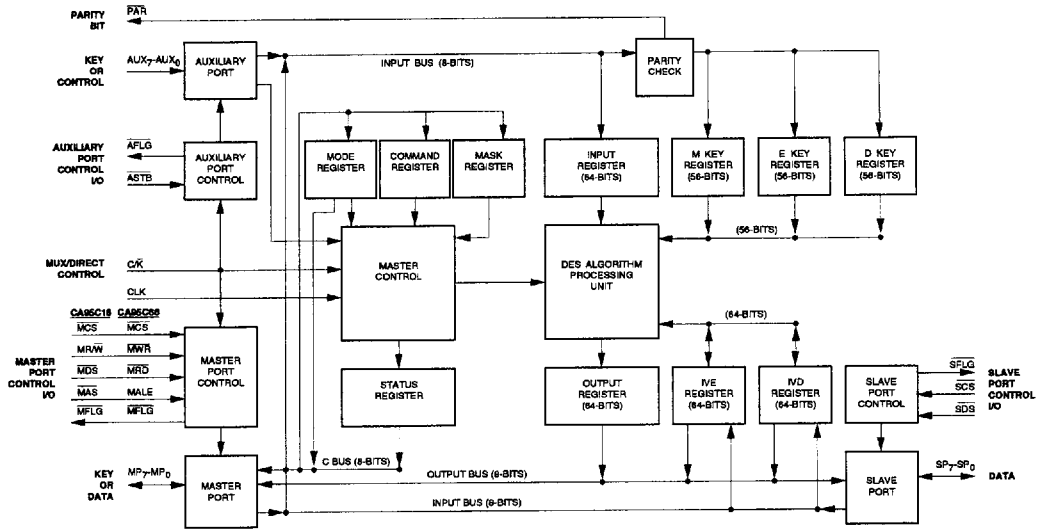 PARITY
BIT
PAR
KEY
OR
CONTROL
AUX7-AUX0
AUXILIARY
PORT
INPUT BUS (8-BITS)
PARITY
CHECK
AUXILIARY
PORT
CONTROL
I/O
AFLG
ASTB
AUXILIARY
PORT
CONTROL
MODE
REGISTER
COMMAND
REGISTER
MASK
REGISTER
INPUT
REGISTER
(64-BITS)
M KEY
REGISTER
(56-BITS)
E KEY
REGISTER
(56-BITS)
D KEY
REGISTER
(56-BITS)
(56-BITS)
MUX/DIRECT
CONTROL
C/K
CLK
MASTER
CONTROL
DES ALGORITHM
PROCESSING
UNIT
(64-BITS)
CA95C18 CA95C68
MCS MCS
MR/W MWR
MDS MRD
MAS MALE
MFLG MFLG
MASTER
PORT
CONTROL
I/O
MASTER
PORT
CONTROL
STATUS
REGISTER
OUTPUT
REGISTER
(64-BITS)
IVE
REGISTER
(64-BITS)
IVD
REGISTER
(64-BITS)
SLAVE
PORT
CONTROL
SFLG
SCS
SDS
SLAVE
PORT
CONTROL
I/O
C BUS (8-BITS)
KEY
OR
DATA
MP7-MP0
MASTER
PORT
OUTPUT BUS (8-BITS)
INPUT BUS (8-BITS)
SLAVE
PORT
SP7-SP0
DATA